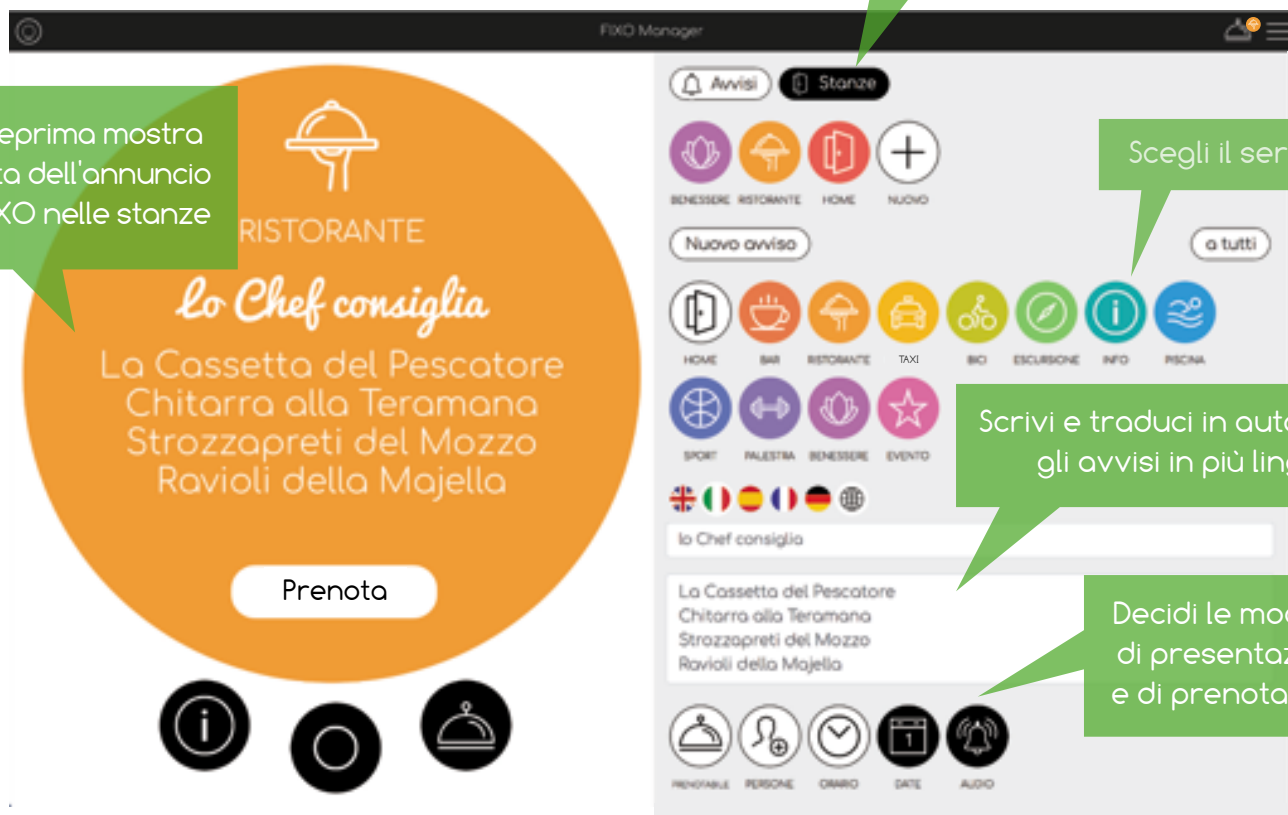 FIXO Manager
eprima mostra
ta dell'annuncio
XO nelle stanze
RISTORANTE
lo Chef consiglia
La Cassetta del Pescatore
Chitarra alla Teramana
Strozzapreti del Mozzo
Ravioli della Majella
Prenota
Avvisi
Stanze
BENESSERE RISTORANTE HOME NUOVO
Scegli il ser
Nuovo avviso
a tutti
HOME BAR RISTORANTE TAXI BICI ESCURSIONE INFO PISCINA
SPORT PALESTRA BENESSERE EVENTO
Scrivi e traduci in auto
gli avvisi in più ling
lo Chef consiglia
La Cassetta del Pescatore
Chitarra alla Teramana
Strozzapreti del Mozzo
Ravioli della Majella
Decidi le mod
di presentaz
e di prenota
1
PRENOTABILE PERSONE ORARIO DATE AUDIO